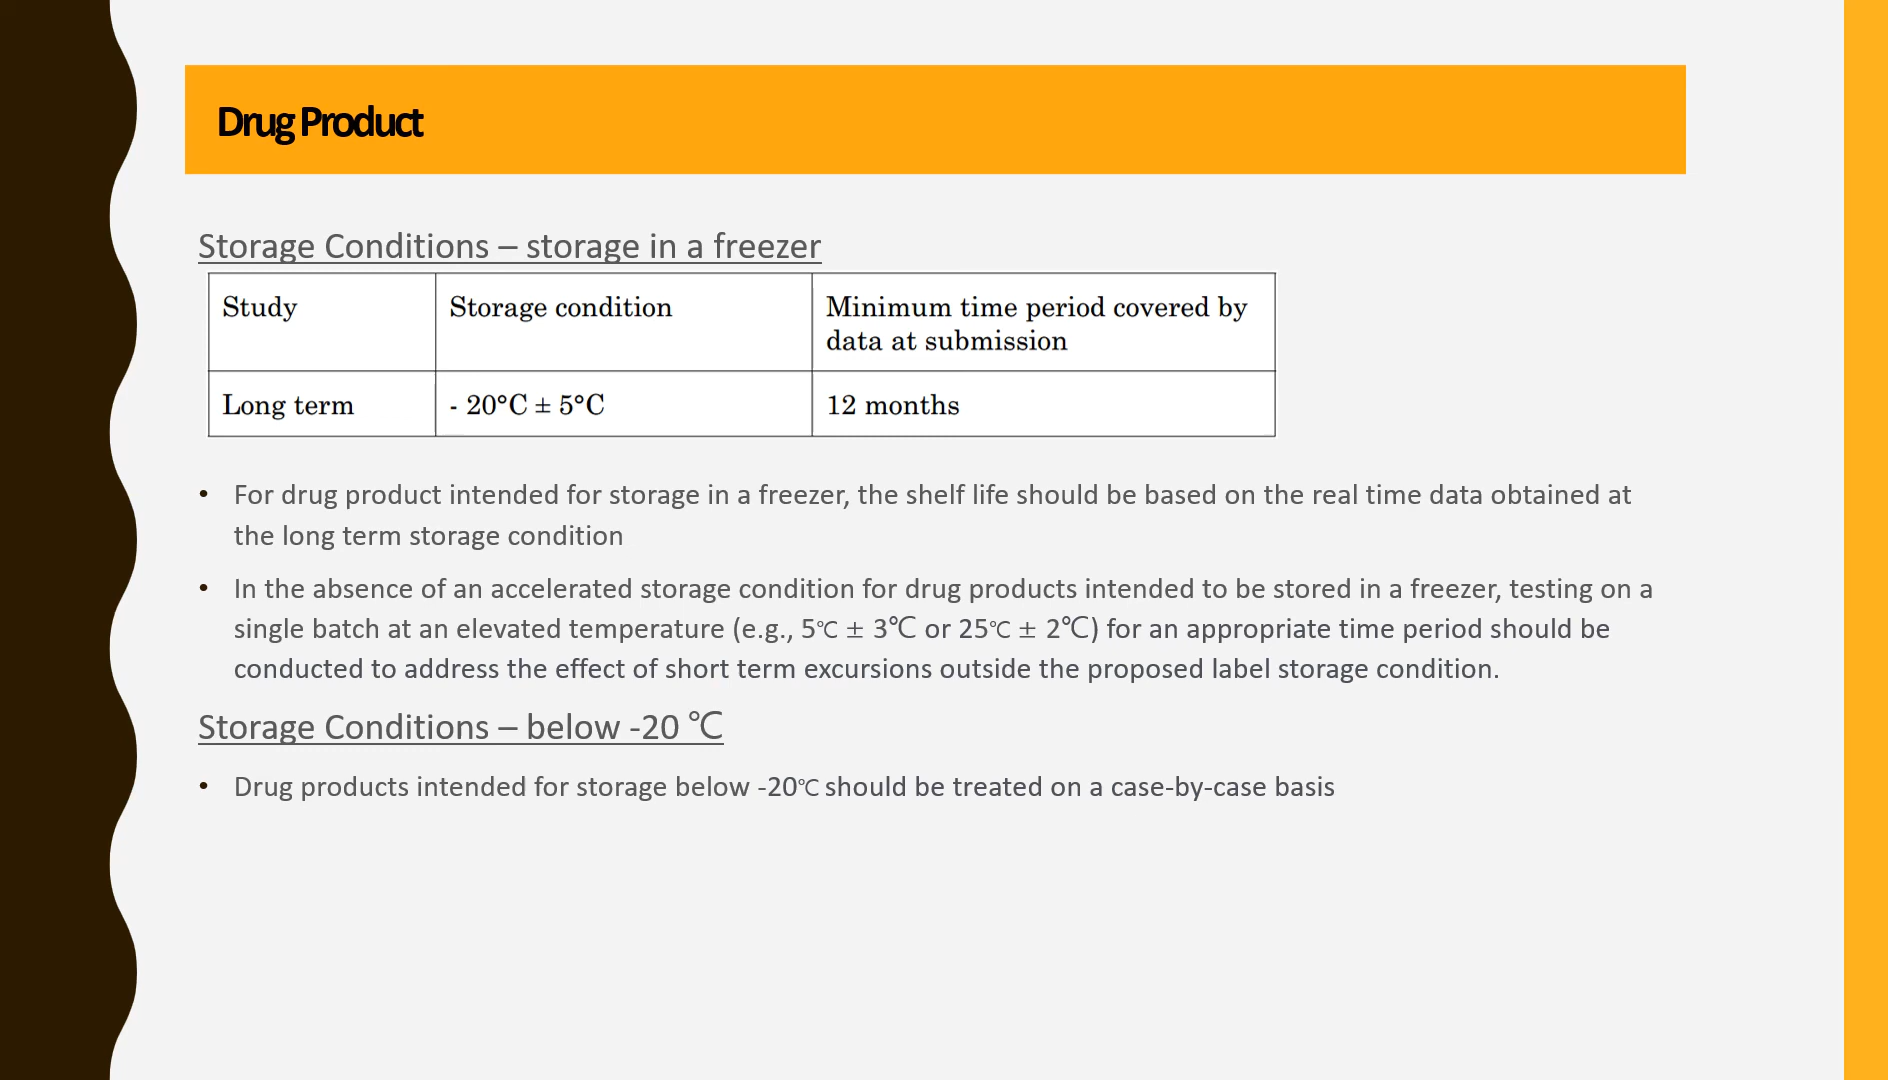 Drug Product
Storage Conditions – storage in a freezer
Study Storage condition Minimum time period covered by
data at submission
Long term - 20°C ± 5°C 12 months
• For drug product intended for storage in a freezer, the shelf life should be based on the real time data obtained at
the long term storage condition
• In the absence of an accelerated storage condition for drug products intended to be stored in a freezer, testing on a
single batch at an elevated temperature (e.g., 5℃ ± 3℃ or 25℃ ± 2℃) for an appropriate time period should be
conducted to address the effect of short term excursions outside the proposed label storage condition.
Storage Conditions – below -20 ℃
• Drug products intended for storage below -20℃ should be treated on a case-by-case basis